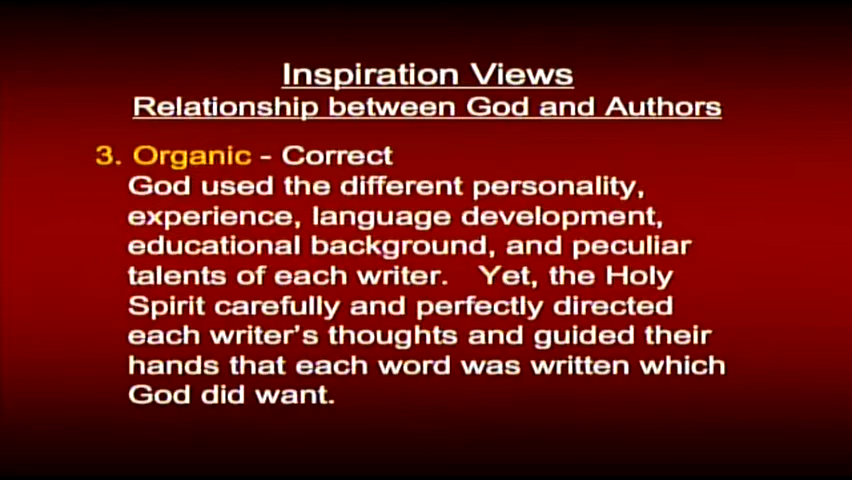 Inspiration Views
Relationship between God and Authors
3. Organic - Correct
God used the different personality,
experience, language development,
educational background, and peculiar
talents of each writer. Yet, the Holy
Spirit carefully and perfectly directed
each writer's thoughts and guided their
hands that each word was written which
God did want.